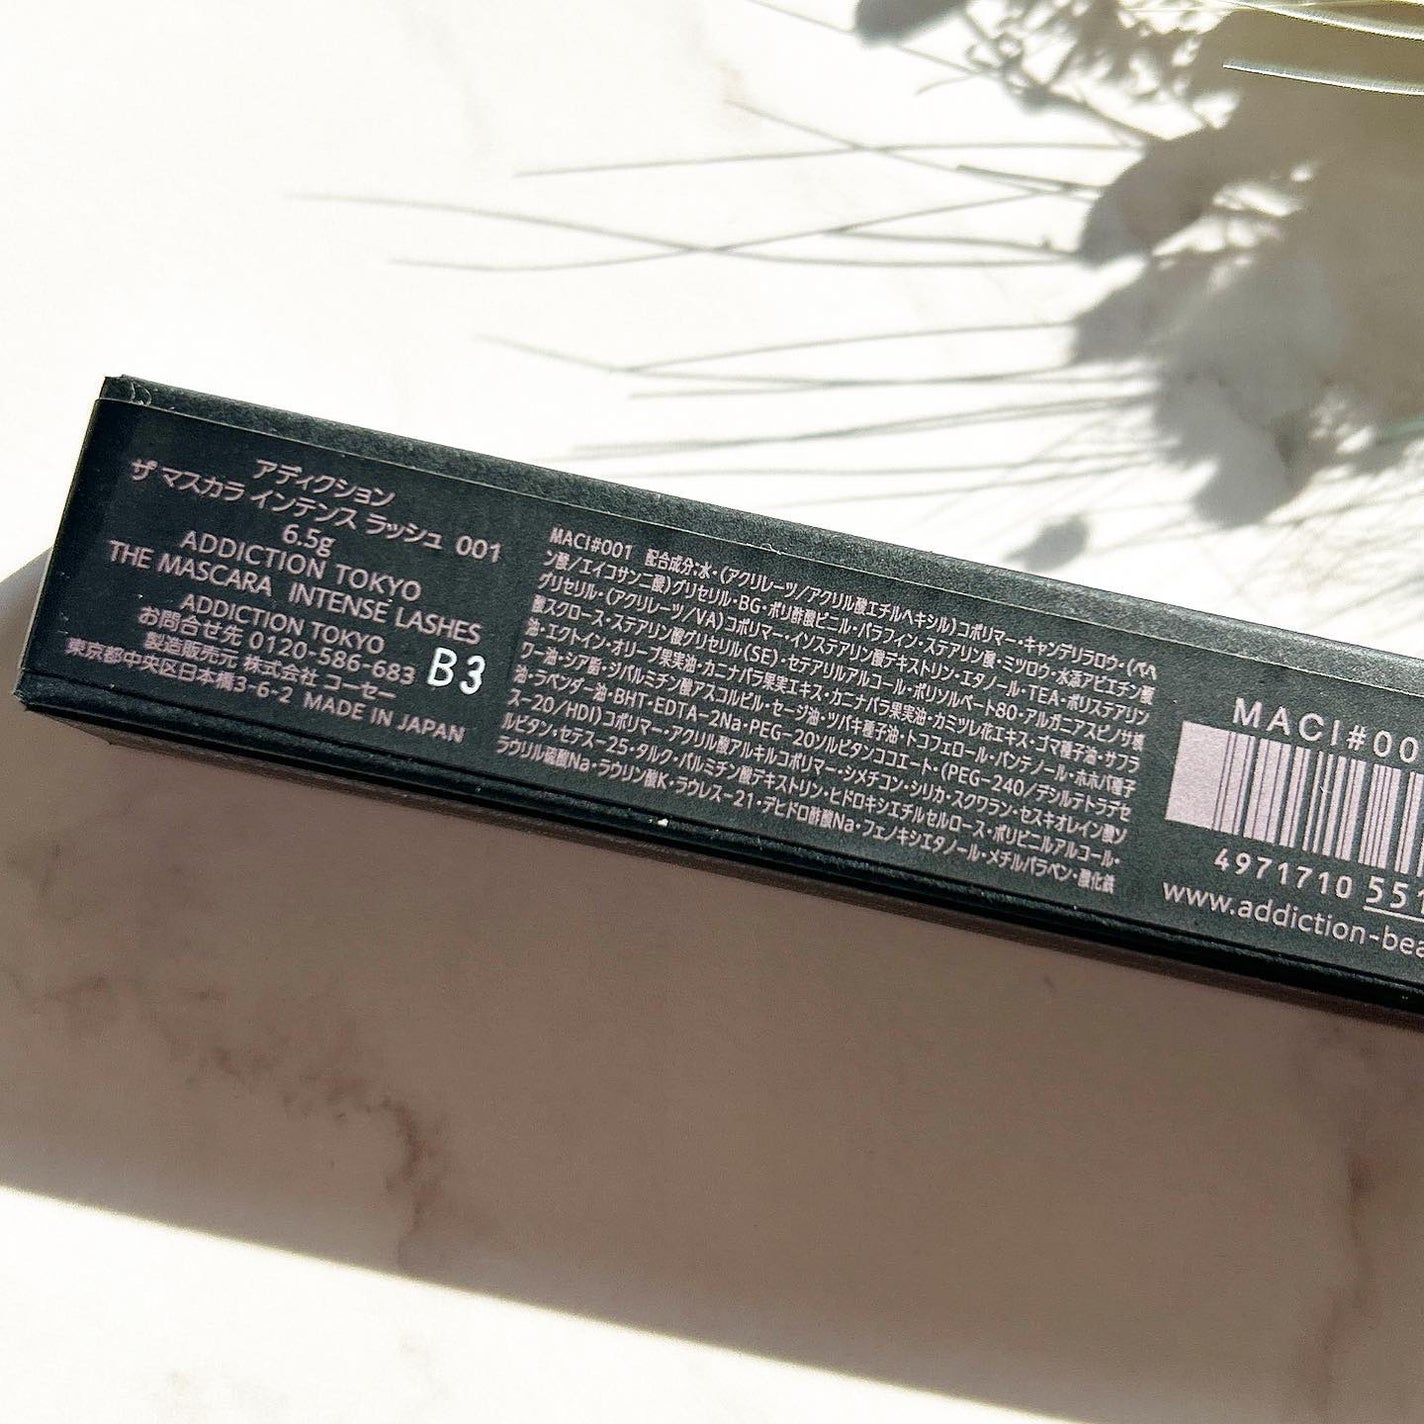 アディクション
ザ マスカラ インテンス ラッシュ 001
6.5g
ADDICTION TOKYO
THE MASCARA INTENSE LASHES
ADDICTION TOKYO
お問合せ先 0120-586-683
製造販売元 株式会社 コーセー
東京都中央区日本橋3-6-2 MADE IN JAPAN
B3
MACI#001 配合成分・水・(アクリレーツ/アクリル酸エチルヘキシル)コポリマー・キャンデリラロウ・(ベヘ
ン酸/エイコサン二酸)グリセリル・BG・ポリ酢酸ビニル・パラフィン・ステアリン酸・ミツロウ・水添アビエチン酸
グリセリル・(アクリレーツ/VA)コポリマー・イソステアリン酸デキストリン・エタノール・TEA・ポリステアリン
酸スクロース・ステアリン酸グリセリル(SE)・セテアリルアルコール・ポリソルベート80・アルガニアスピノサ核
油・エクトイン・オリーブ果実油・カニナバラ果実エキス・カニナバラ果実油・カミツレ花エキス・ゴマ種子油・サフラ
ワー油・シア脂・ジパルミチン酸アスコルビル・セージ油・ツバキ種子油・トコフェロール・パンテノール・ホホバ種子
油・ラベンダー油・BHT・EDTA-2Na・PEG-20ソルビタンココエート・(PEG-240/デシルテトラデセ
ス-20/HDI)コポリマー・アクリル酸アルキルコポリマー・シメチコン・シリカ・スクワラン・セスキオレイン酸ソ
ルビタン・セテス-25・タルク・パルミチン酸デキストリン・ヒドロキシエチルセルロース・ポリビニルアルコール・
ラウリル硫酸Na・ラウリン酸K・ラウレス-21・デヒドロ酢酸Na・フェノキシエタノール・メチルパラベン・酸化鉄
MACI#00
4971710 551
www.addiction-bea